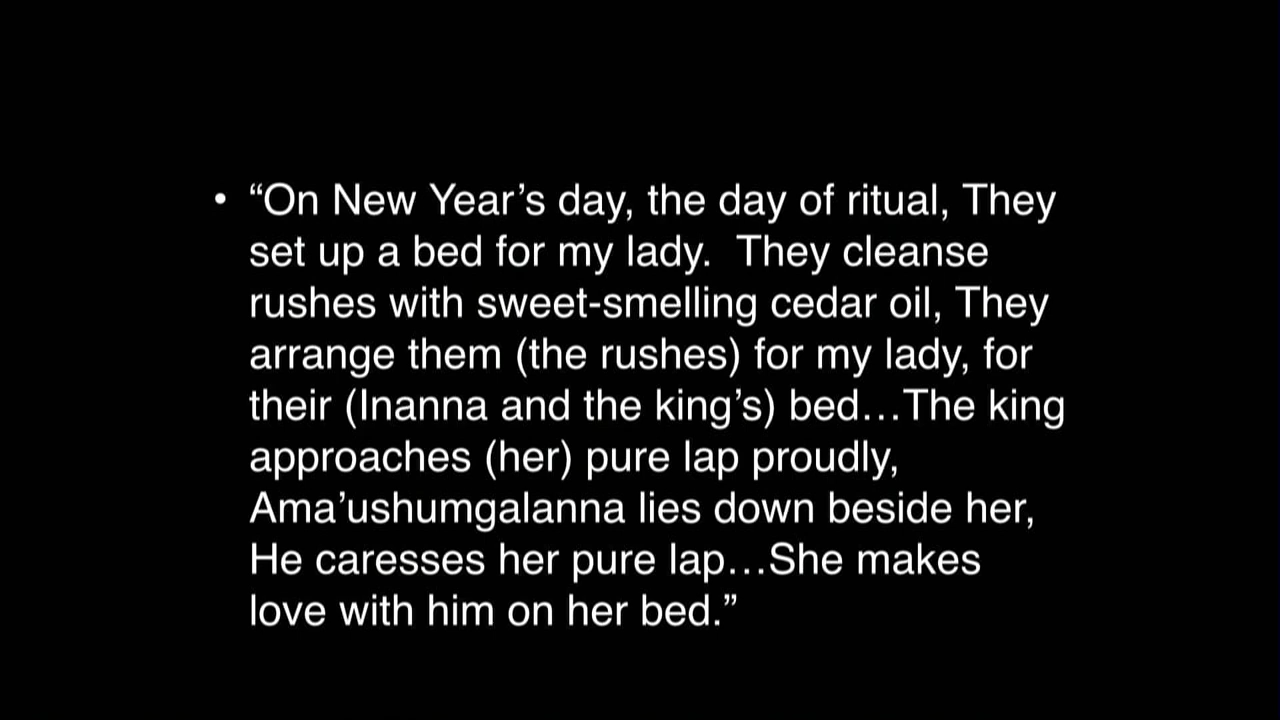 • “On New Year’s day, the day of ritual, They
set up a bed for my lady.  They cleanse
rushes with sweet-smelling cedar oil, They
arrange them (the rushes) for my lady, for
their (Inanna and the king’s) bed…The king
approaches (her) pure lap proudly,
Ama’ushumgalanna lies down beside her,
He caresses her pure lap…She makes
love with him on her bed.”